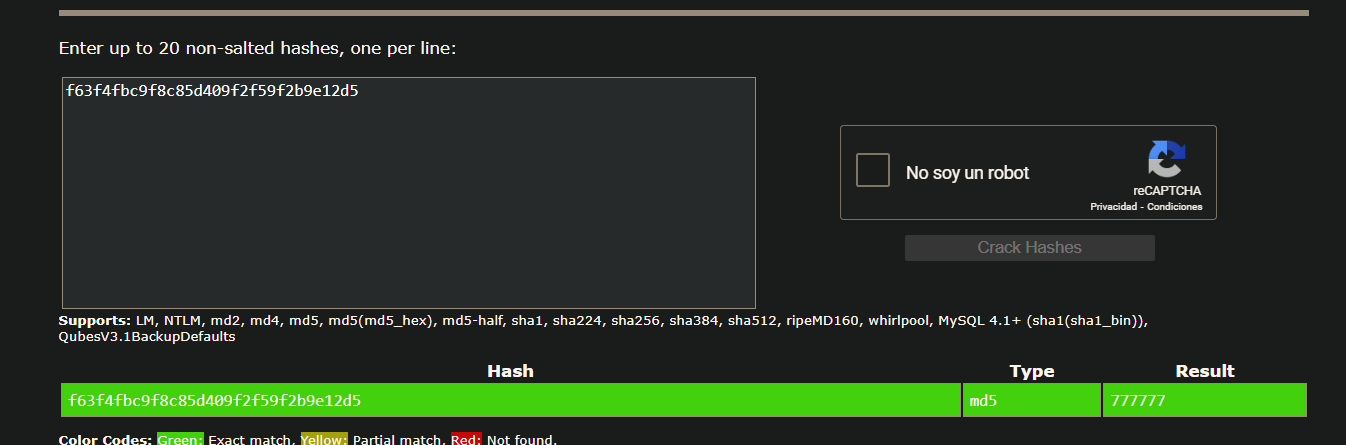 Enter up to 20 non-salted hashes, one per line:
f63f4fbc9f8c85d409f2f59f2b9e12d5
No soy un robot
reCAPTCHA
Privacidad - Condiciones
Crack Hashes
Supports: LM, NTLM, md2, md4, md5, md5(md5_hex), md5-half, sha1, sha224, sha256, sha384, sha512, ripeMD160, whirlpool, MySQL 4.1+ (sha1(sha1_bin)),
QubesV3.1BackupDefaults
Hash Type Result
f63f4fbc9f8c85d409f2f59f2b9e12d5 md5 777777
Color Codes: Green: Exact match, Yellow: Partial match, Red: Not found.